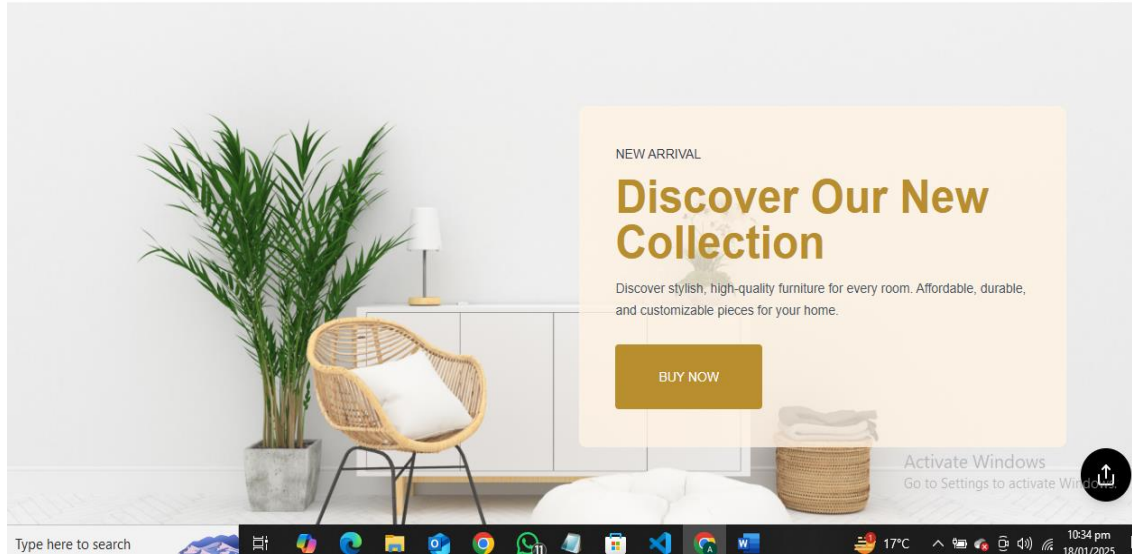 NEW ARRIVAL
Discover Our New
Collection
Discover stylish, high-quality furniture for every room. Affordable, durable,
and customizable pieces for your home.
BUY NOW
Activate Windows
Go to Settings to activate Windows.
Type here to search
11
1
17°C
10:34 pm
18/01/2025